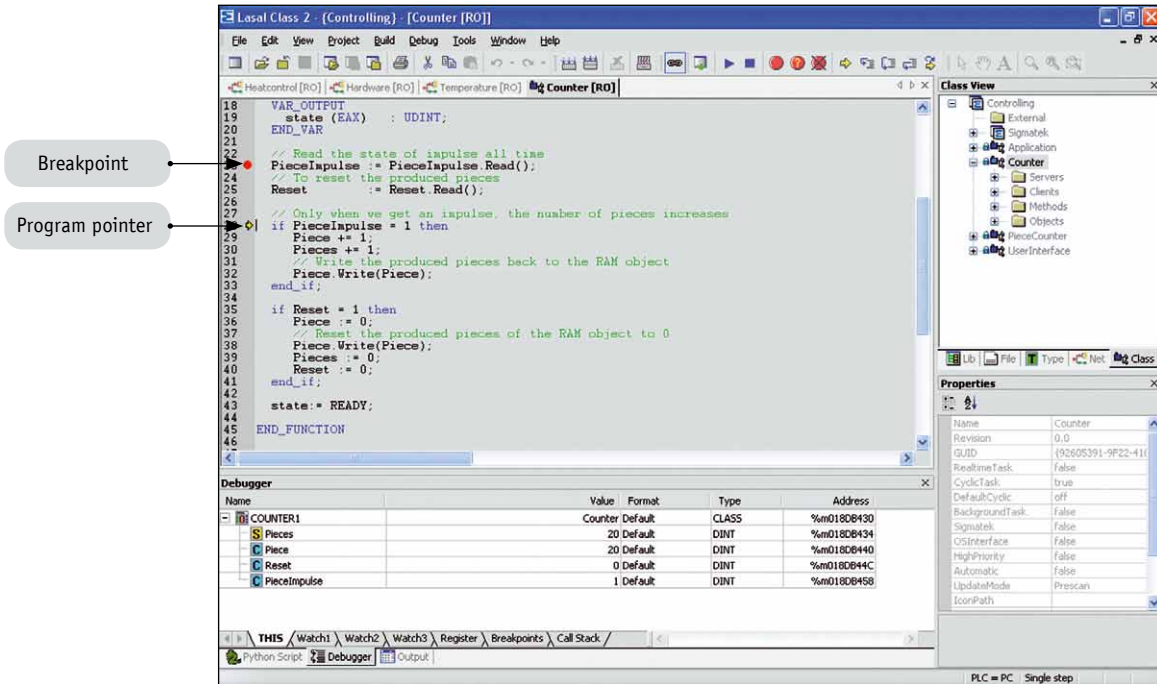 Lasal Class 2 - {Controlling} - [Counter [RO]]
File Edit View Project Build Debug Tools Window Help
Heatcontrol [RO] Hardware [RO] Temperature [RO] Counter [RO]
Breakpoint
Program pointer
18 VAR_OUTPUT
19 state (EAX) : UDINT;
20 END_VAR
21
22 // Read the state of impulse all time
PieceImpulse := PieceImpulse.Read();
24 // To reset the produced pieces
25 Reset := Reset.Read();
26
27 // Only when we get an impulse, the number of pieces increases
if PieceImpulse = 1 then
29 Piece += 1;
30 Pieces += 1;
31 // Write the produced pieces back to the RAM object
32 Piece.Write(Piece);
33 end_if;
34
35 if Reset = 1 then
36 Piece := 0;
37 // Reset the produced pieces of the RAM object to 0
38 Piece.Write(Piece);
39 Pieces := 0;
40 Reset := 0;
41 end_if;
42
43 state:= READY;
44
45 END_FUNCTION
46
Class View
Controlling
External
Sigmatek
Application
Counter
Servers
Clients
Methods
Objects
PieceCounter
UserInterface
Lib File Type Net Class
Properties
Name Counter
Revision 0.0
GUID {92605391-9F22-41
RealtimeTask false
CyclicTask true
DefaultCyclic off
BackgroundTask false
Sigmatek false
OSInterface false
HighPriority false
Automatic false
UpdateMode Prescan
IconPath
Debugger
Name Value Format Type Address
COUNTER1 Counter Default CLASS %m018DB430
S Pieces 20 Default DINT %m018DB434
C Piece 20 Default DINT %m018DB440
C Reset 0 Default DINT %m018DB44C
C PieceImpulse 1 Default DINT %m018DB458
THIS Watch1 Watch2 Watch3 Register Breakpoints Call Stack
Python Script Debugger Output
PLC = PC Single step